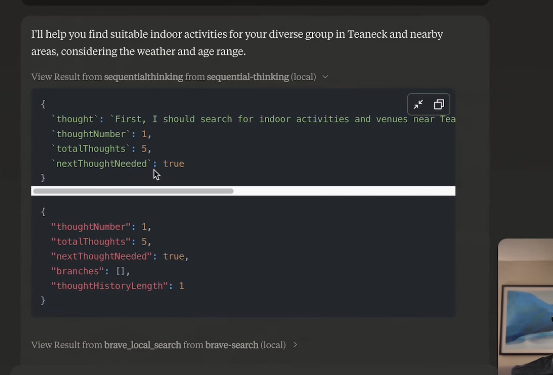 I'll help you find suitable indoor activities for your diverse group in Teaneck and nearby
areas, considering the weather and age range.
View Result from sequentialthinking from sequential-thinking (local)
{
`thought`: `First, I should search for indoor activities and venues near Tea
`thoughtNumber`: 1,
`totalThoughts`: 5,
`nextThoughtNeeded`: true
}
{
"thoughtNumber": 1,
"totalThoughts": 5,
"nextThoughtNeeded": true,
"branches": [],
"thoughtHistoryLength": 1
}
View Result from brave_local_search from brave-search (local)